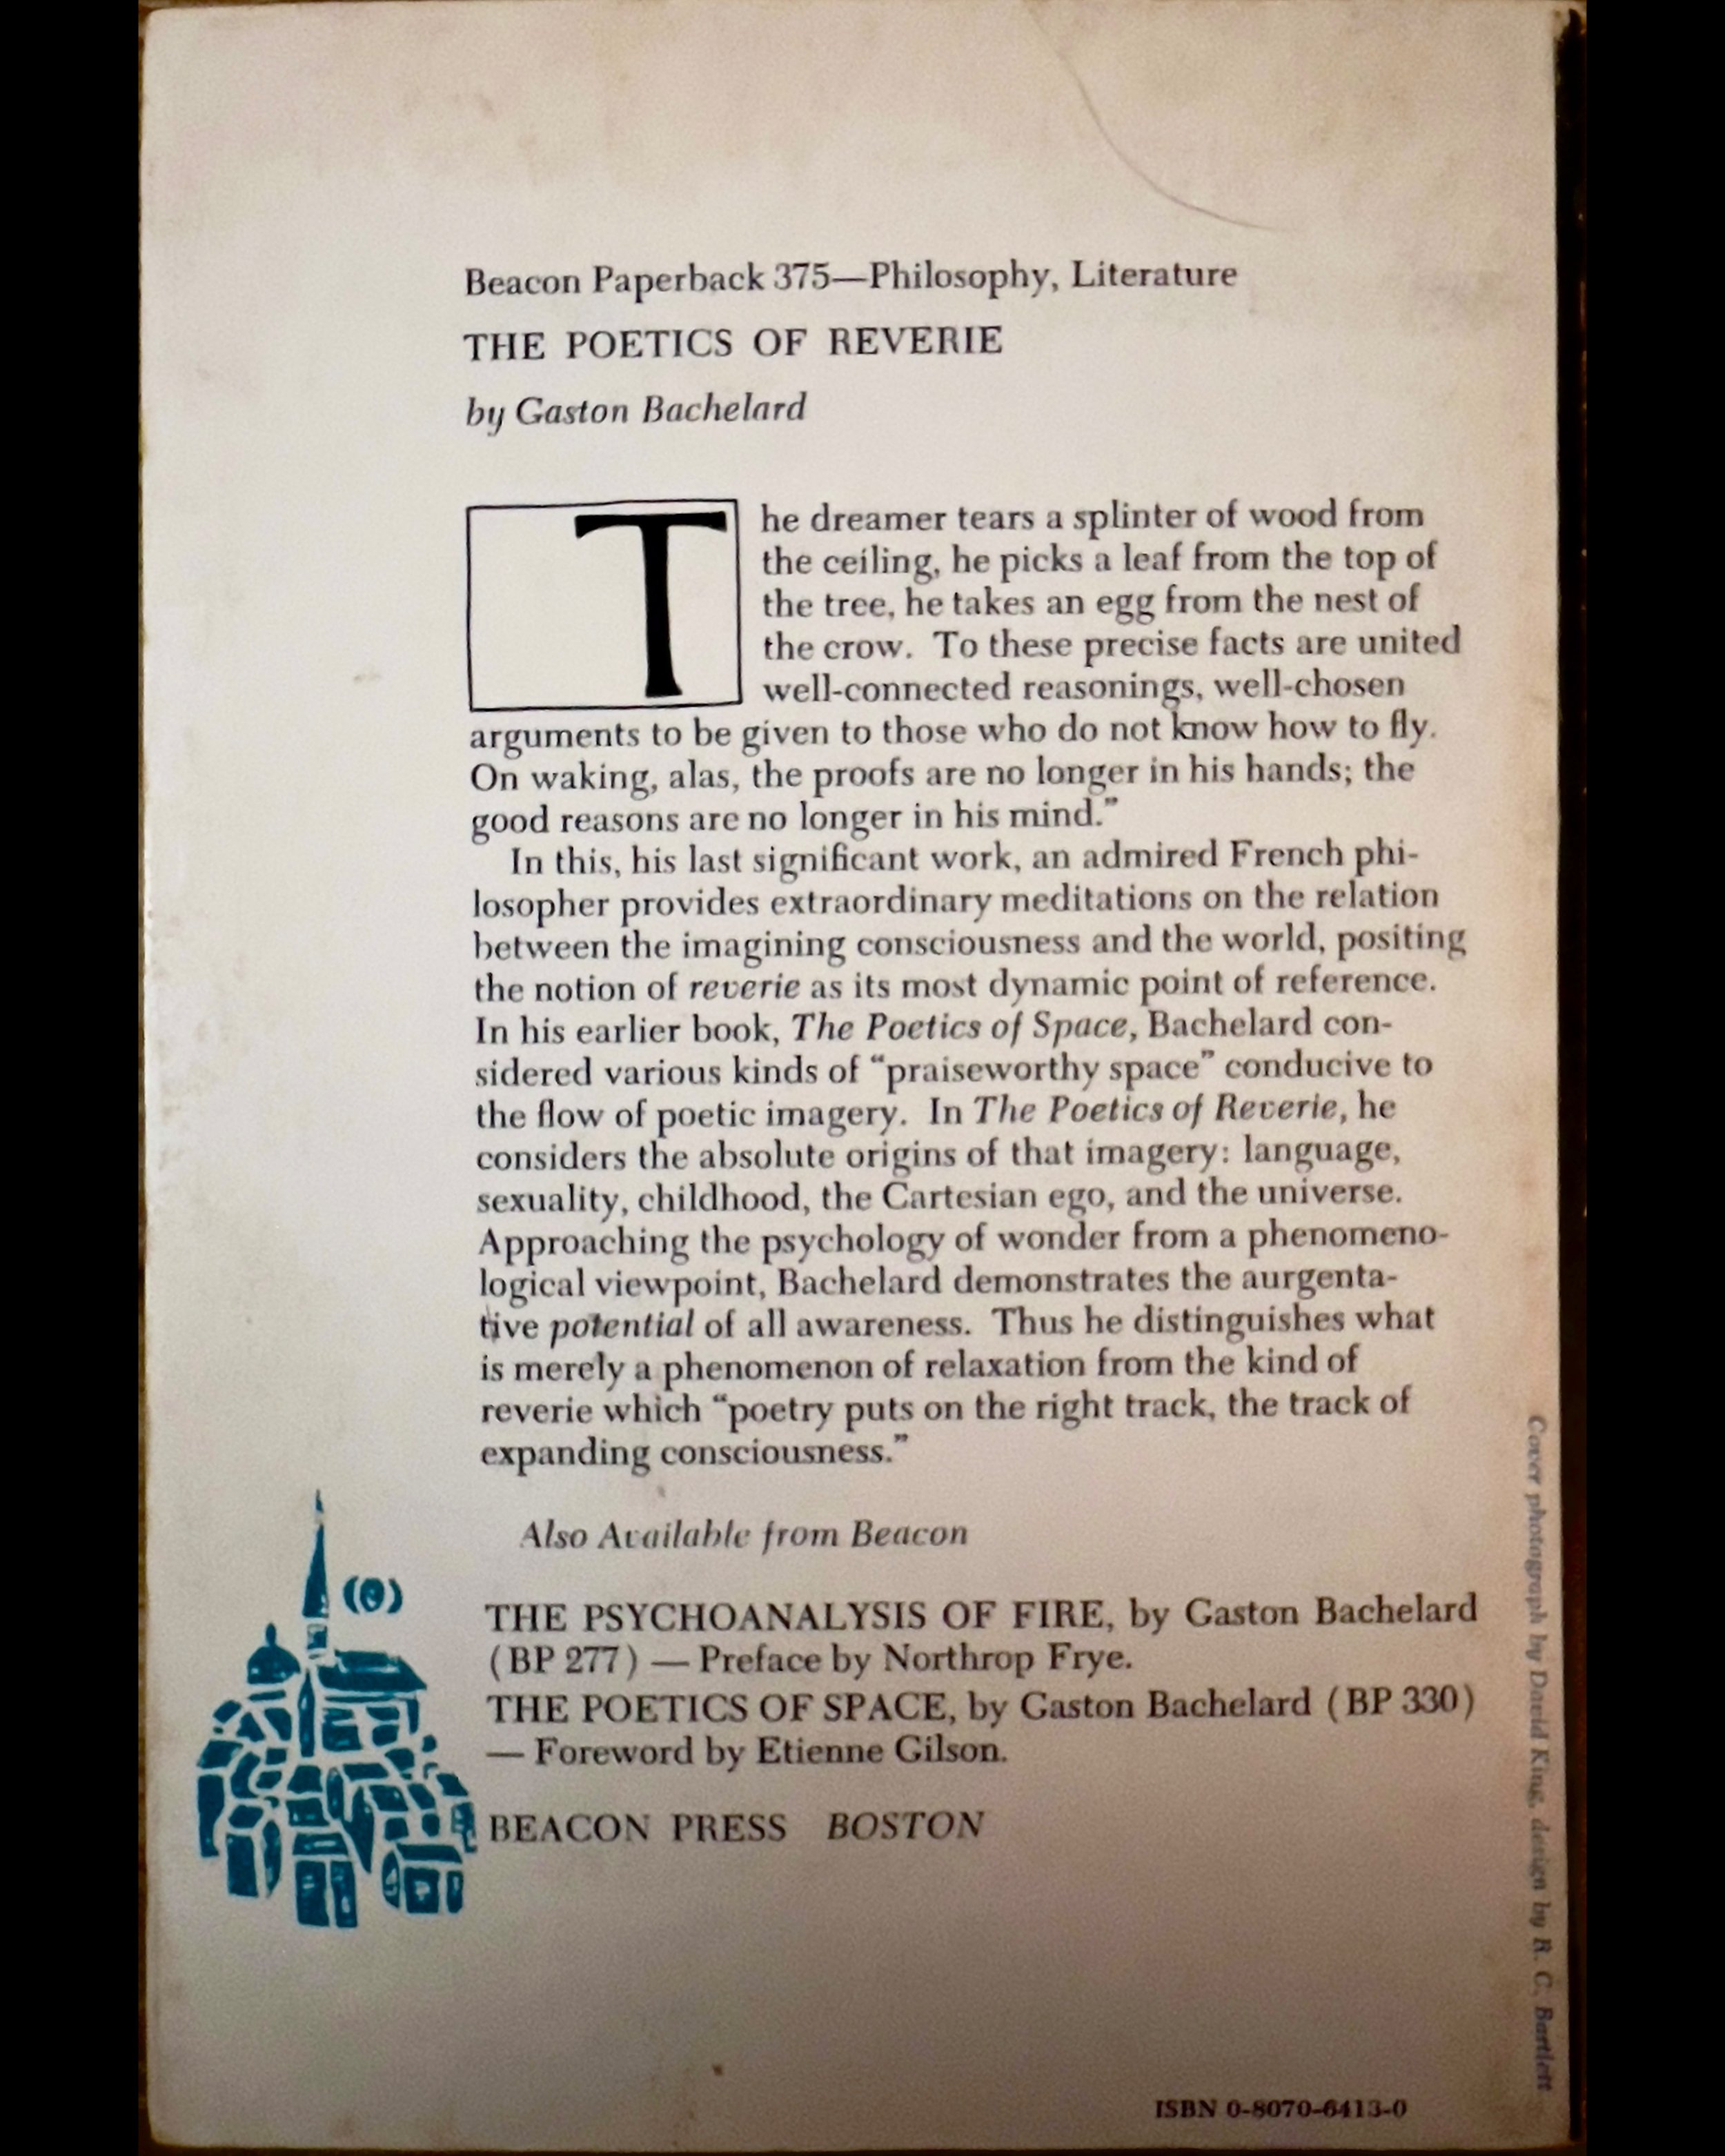 Beacon Paperback 375—Philosophy, Literature
THE POETICS OF REVERIE
by Gaston Bachelard
The dreamer tears a splinter of wood from
the ceiling, he picks a leaf from the top of
the tree, he takes an egg from the nest of
the crow. To these precise facts are united
well-connected reasonings, well-chosen
arguments to be given to those who do not know how to fly.
On waking, alas, the proofs are no longer in his hands; the
good reasons are no longer in his mind.”
In this, his last significant work, an admired French phi-
losopher provides extraordinary meditations on the relation
between the imagining consciousness and the world, positing
the notion of reverie as its most dynamic point of reference.
In his earlier book, The Poetics of Space, Bachelard con-
sidered various kinds of “praiseworthy space” conducive to
the flow of poetic imagery. In The Poetics of Reverie, he
considers the absolute origins of that imagery: language,
sexuality, childhood, the Cartesian ego, and the universe.
Approaching the psychology of wonder from a phenomeno-
logical viewpoint, Bachelard demonstrates the aurgenta-
tive potential of all awareness. Thus he distinguishes what
is merely a phenomenon of relaxation from the kind of
reverie which “poetry puts on the right track, the track of
expanding consciousness.”
Also Available from Beacon
THE PSYCHOANALYSIS OF FIRE, by Gaston Bachelard
(BP 277) — Preface by Northrop Frye.
THE POETICS OF SPACE, by Gaston Bachelard (BP 330)
— Foreword by Etienne Gilson.
BEACON PRESS BOSTON
Cover photograph by David King, design by R. C. Bartlett
ISBN 0-8070-6413-0